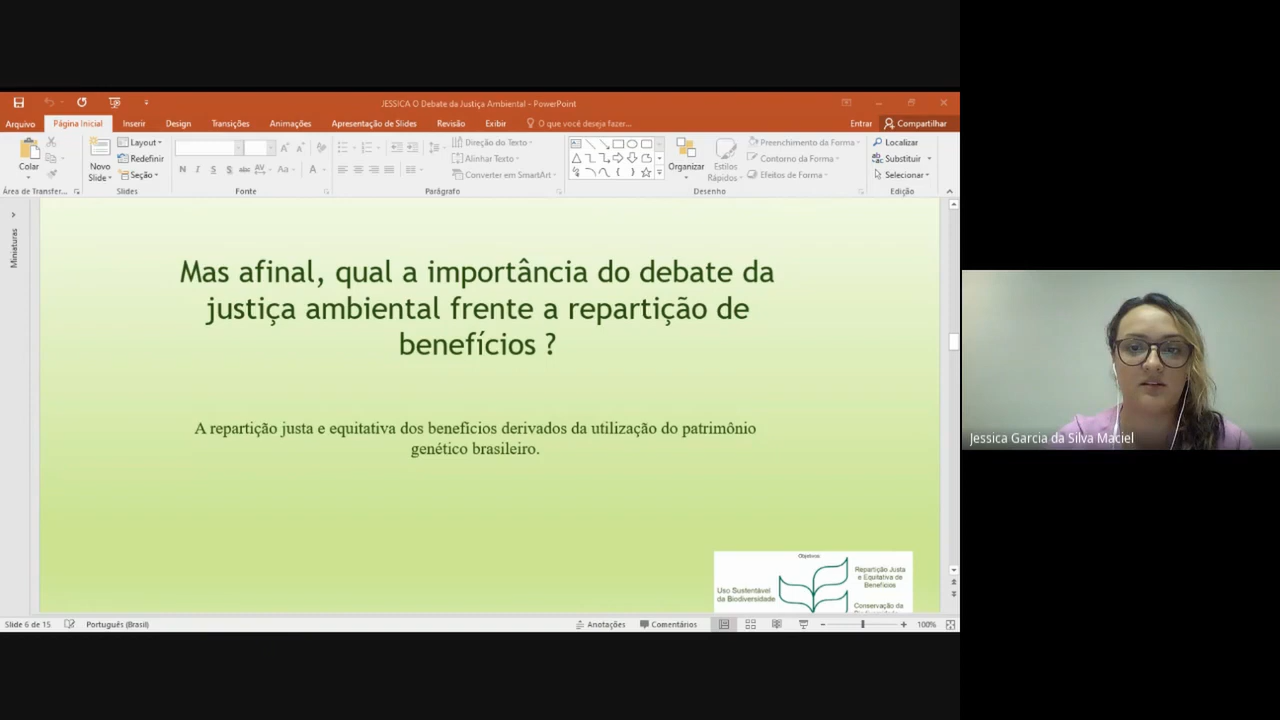 JESSICA O Debate da Justiça Ambiental - PowerPoint
Arquivo Página Inicial Inserir Design Transições Animações Apresentação de Slides Revisão Exibir O que você deseja fazer... Entrar Compartilhar
Colar
Novo
Slide
Layout
Redefinir
Seção
N I S S abc AV Aa A
Direção do Texto
Alinhar Texto
Converter em SmartArt
Organizar
Estilos
Rápidos
Preenchimento da Forma
Contorno da Forma
Efeitos de Forma
Localizar
Substituir
Selecionar
Área de Transfer... Slides Fonte Parágrafo Desenho Edição
Miniaturas
Mas afinal, qual a importância do debate da
justiça ambiental frente a repartição de
benefícios ?
A repartição justa e equitativa dos benefícios derivados da utilização do patrimônio
genético brasileiro.
Objetivos
Repartição Justa
e Equitativa de
Benefícios
Uso Sustentável
da Biodiversidade
Conservação da
Jessica Garcia da Silva Maciel
Slide 6 de 15 Português (Brasil) Anotações Comentários 100%